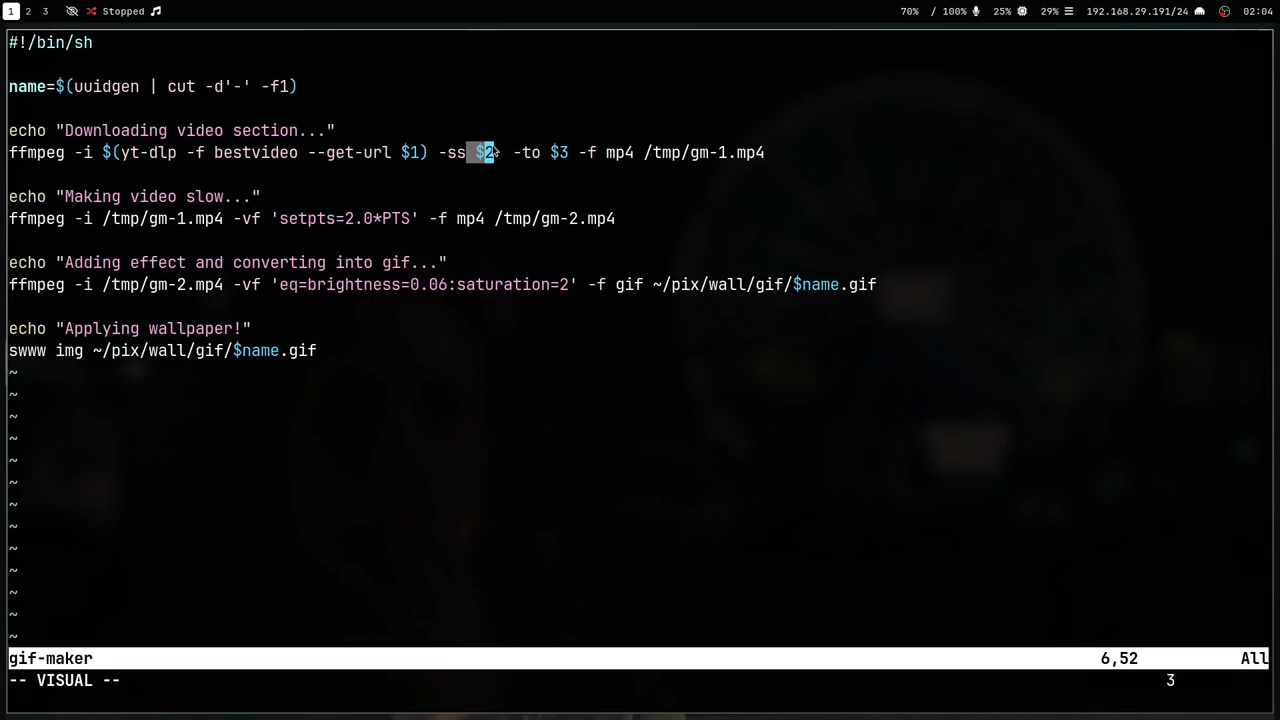 1 2 3 Stopped 70% / 100% 25% 29% 192.168.29.191/24 02:04
#!/bin/sh
name=$(uuidgen | cut -d'-' -f1)
echo "Downloading video section..."
ffmpeg -i $(yt-dlp -f bestvideo --get-url $1) -ss $2 -to $3 -f mp4 /tmp/gm-1.mp4
echo "Making video slow..."
ffmpeg -i /tmp/gm-1.mp4 -vf 'setpts=2.0*PTS' -f mp4 /tmp/gm-2.mp4
echo "Adding effect and converting into gif..."
ffmpeg -i /tmp/gm-2.mp4 -vf 'eq=brightness=0.06:saturation=2' -f gif ~/pix/wall/gif/$name.gif
echo "Applying wallpaper!"
swww img ~/pix/wall/gif/$name.gif
~
~
~
~
~
~
~
~
~
~
~
~
~
gif-maker 6,52 All
-- VISUAL -- 3